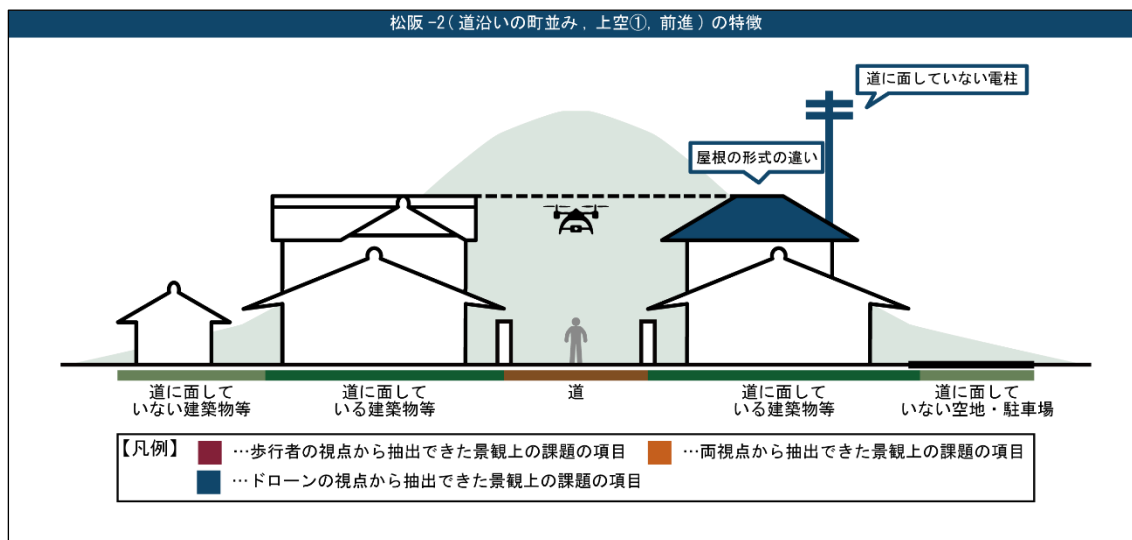 松阪-2(道沿いの町並み, 上空①, 前進)の特徴
道に面していない電柱
屋根の形式の違い
道に面して
いない建築物等
道に面して
いる建築物等
道
道に面して
いる建築物等
道に面して
いない空地・駐車場
【凡例】
…歩行者の視点から抽出できた景観上の課題の項目
…両視点から抽出できた景観上の課題の項目
…ドローンの視点から抽出できた景観上の課題の項目